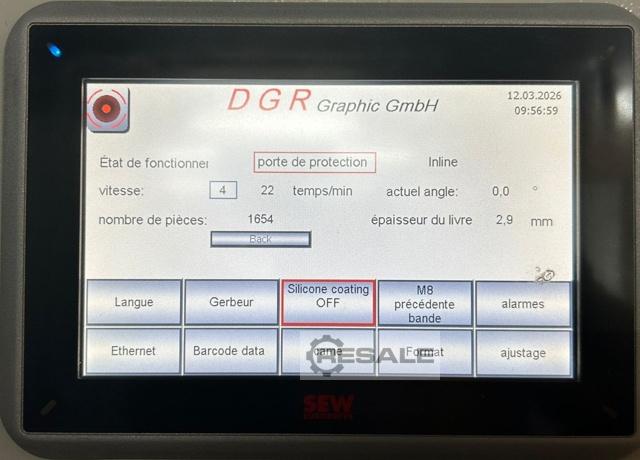 DGR Graphic GmbH
12.03.2026
09:56:59
État de fonctionner
porte de protection
Inline
vitesse:
4
22
temps/min
actuel angle:
0,0
°
nombre de pièces:
1654
épaisseur du livre
2,9
mm
Back
Langue
Gerbeur
Silicone coating
OFF
M8
précédente
bande
alarmes
Ethernet
Barcode data
came
Format
ajustage
RESALE
SEW